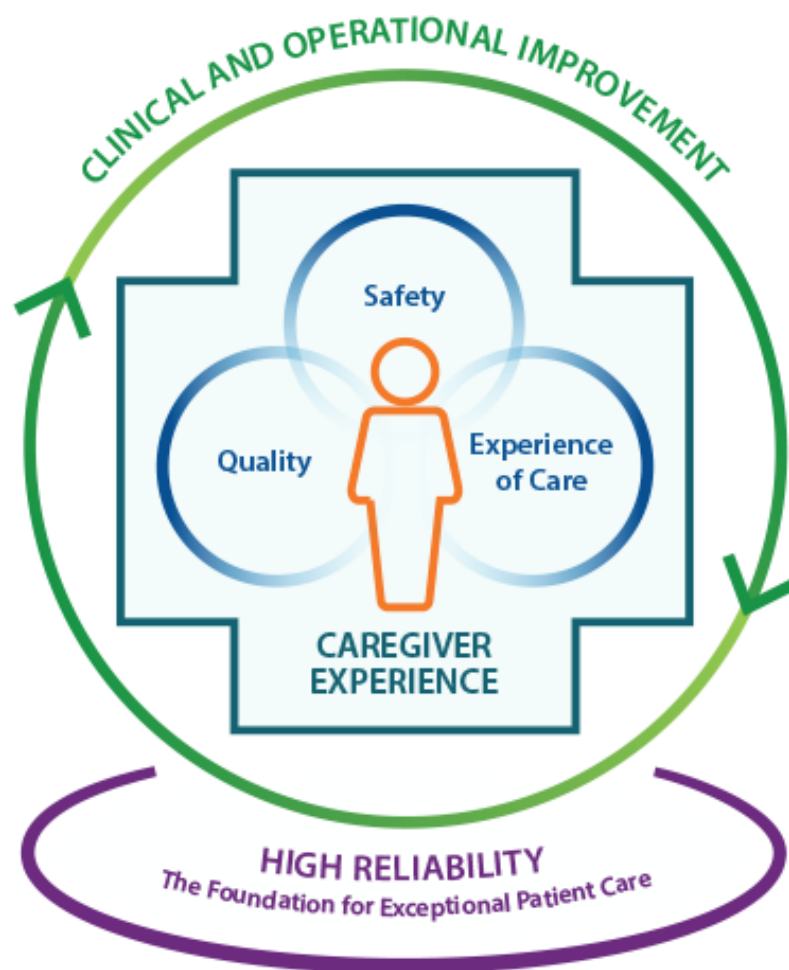 CLINICAL AND OPERATIONAL IMPROVEMENT
Safety
Quality
Experience
of Care
CAREGIVER
EXPERIENCE
HIGH RELIABILITY
The Foundation for Exceptional Patient Care